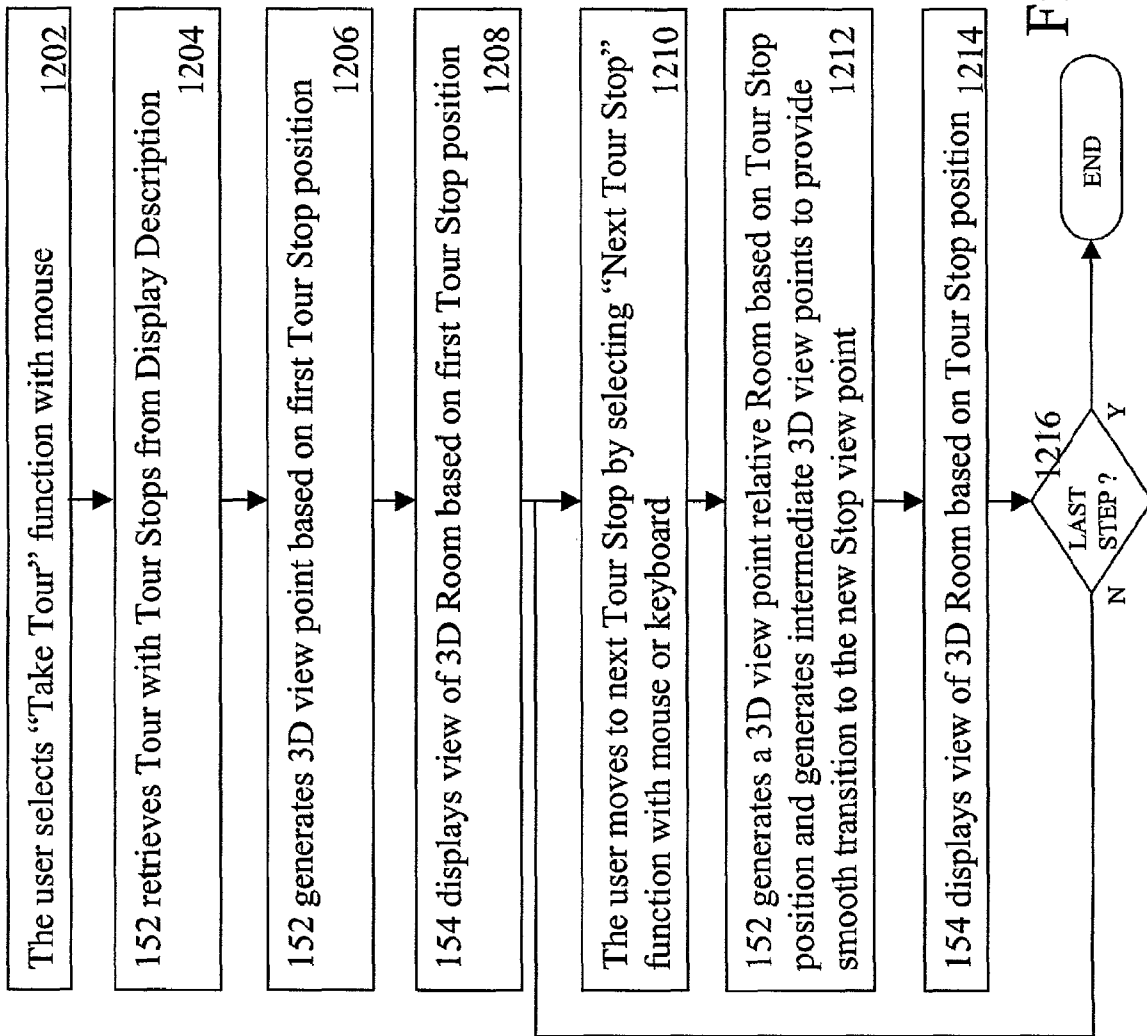 The user selects “Take Tour” function with mouse
1202
152 retrieves Tour with Tour Stops from Display Description
1204
152 generates 3D view point based on first Tour Stop position
1206
154 displays view of 3D Room based on first Tour Stop position
1208
The user moves to next Tour Stop by selecting “Next Tour Stop”
function with mouse or keyboard
1210
152 generates a 3D view point relative Room based on Tour Stop
position and generates intermediate 3D view points to provide
smooth transition to the new Stop view point
1212
154 displays view of 3D Room based on Tour Stop position
1214
1216
LAST
STEP ?
N
Y
END